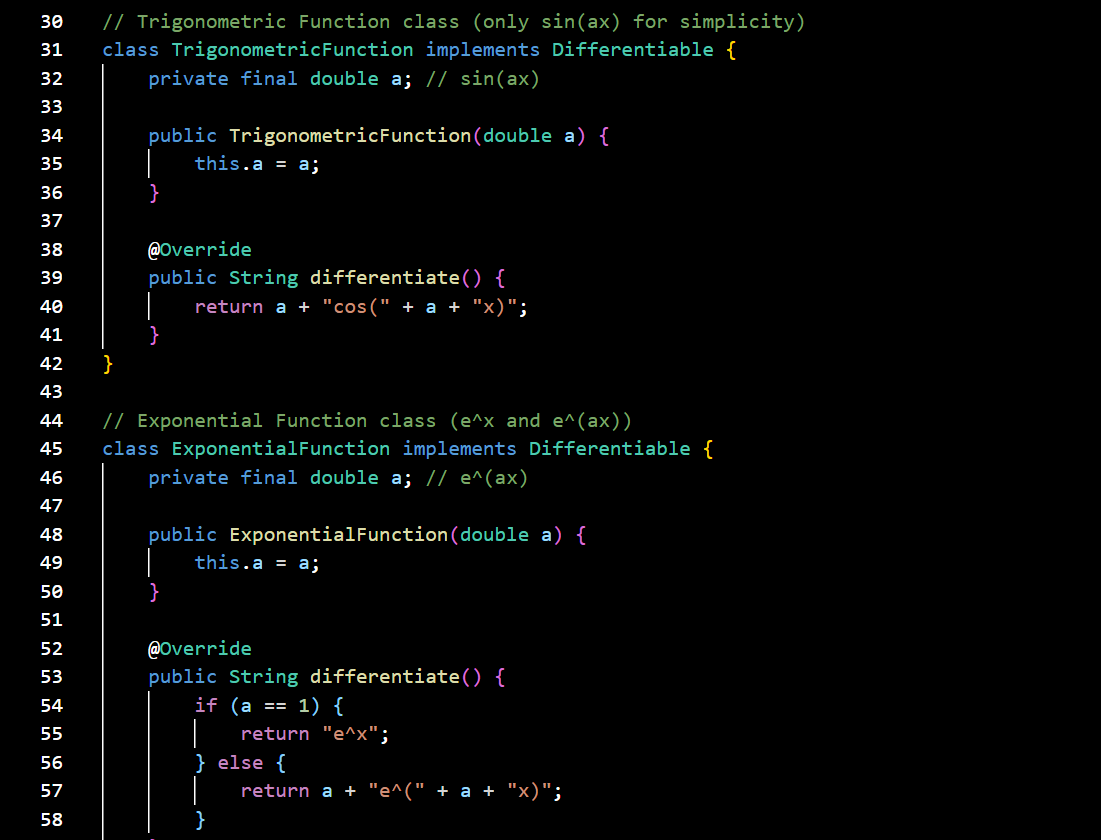 30 // Trigonometric Function class (only sin(ax) for simplicity)
31 class TrigonometricFunction implements Differentiable {
32     private final double a; // sin(ax)
33
34     public TrigonometricFunction(double a) {
35         this.a = a;
36     }
37
38     @Override
39     public String differentiate() {
40         return a + "cos(" + a + "x)";
41     }
42 }
43
44 // Exponential Function class (e^x and e^(ax))
45 class ExponentialFunction implements Differentiable {
46     private final double a; // e^(ax)
47
48     public ExponentialFunction(double a) {
49         this.a = a;
50     }
51
52     @Override
53     public String differentiate() {
54         if (a == 1) {
55             return "e^x";
56         } else {
57             return a + "e^(" + a + "x)";
58         }